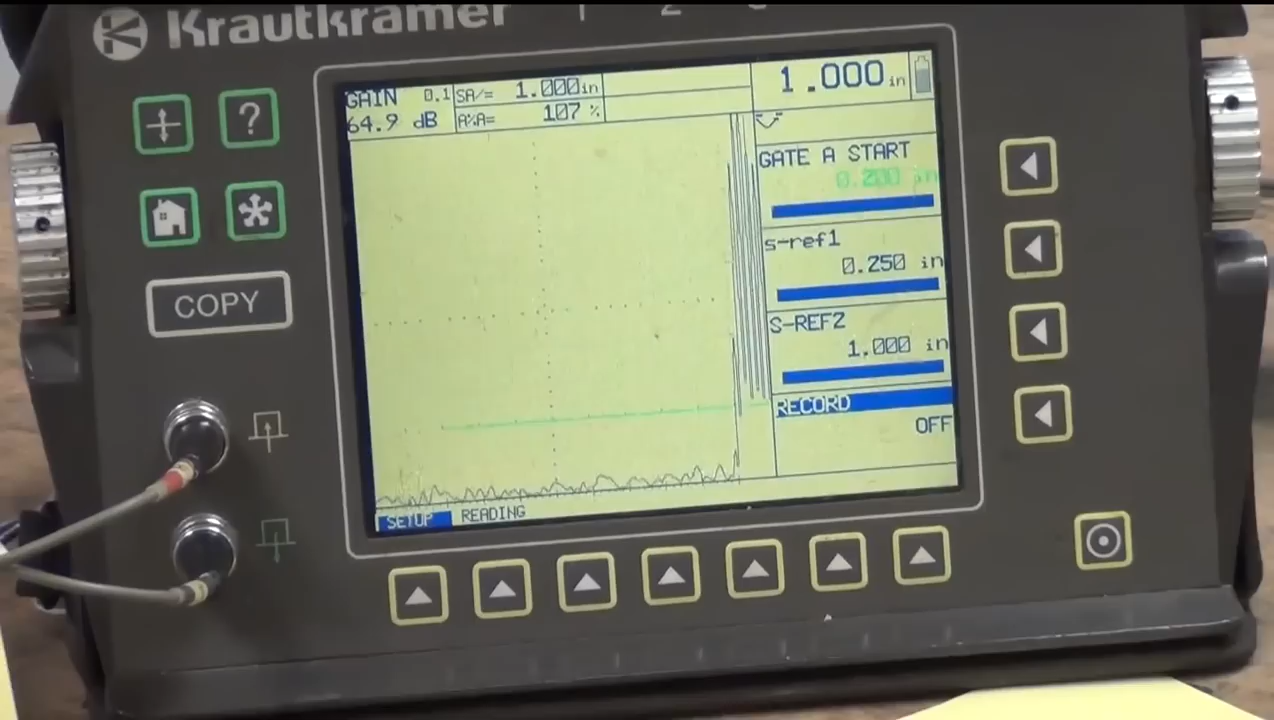 Krautkramer
GAIN 0.1
64.9 dB
SA/= 1.000in
A%A= 107 %
1.000 in
GATE A START
0.200 in
s-ref1
0.250 in
S-REF2
1.000 in
RECORD
OFF
SETUP READING
?
COPY